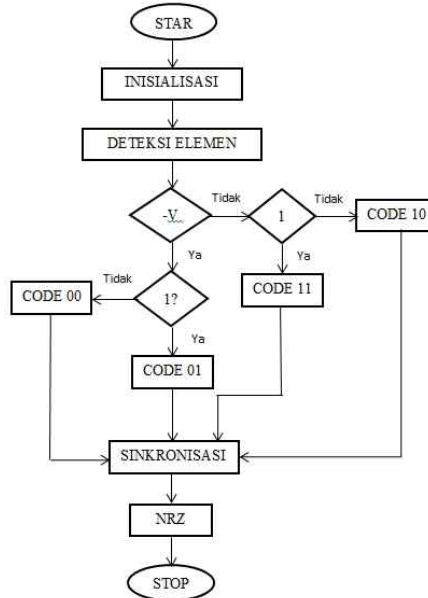 STAR
INISIALISASI
DETEKSI ELEMEN
-V
Tidak
1
Tidak
CODE 10
Ya
Ya
CODE 00
Tidak
1?
CODE 11
Ya
CODE 01
SINKRONISASI
NRZ
STOP